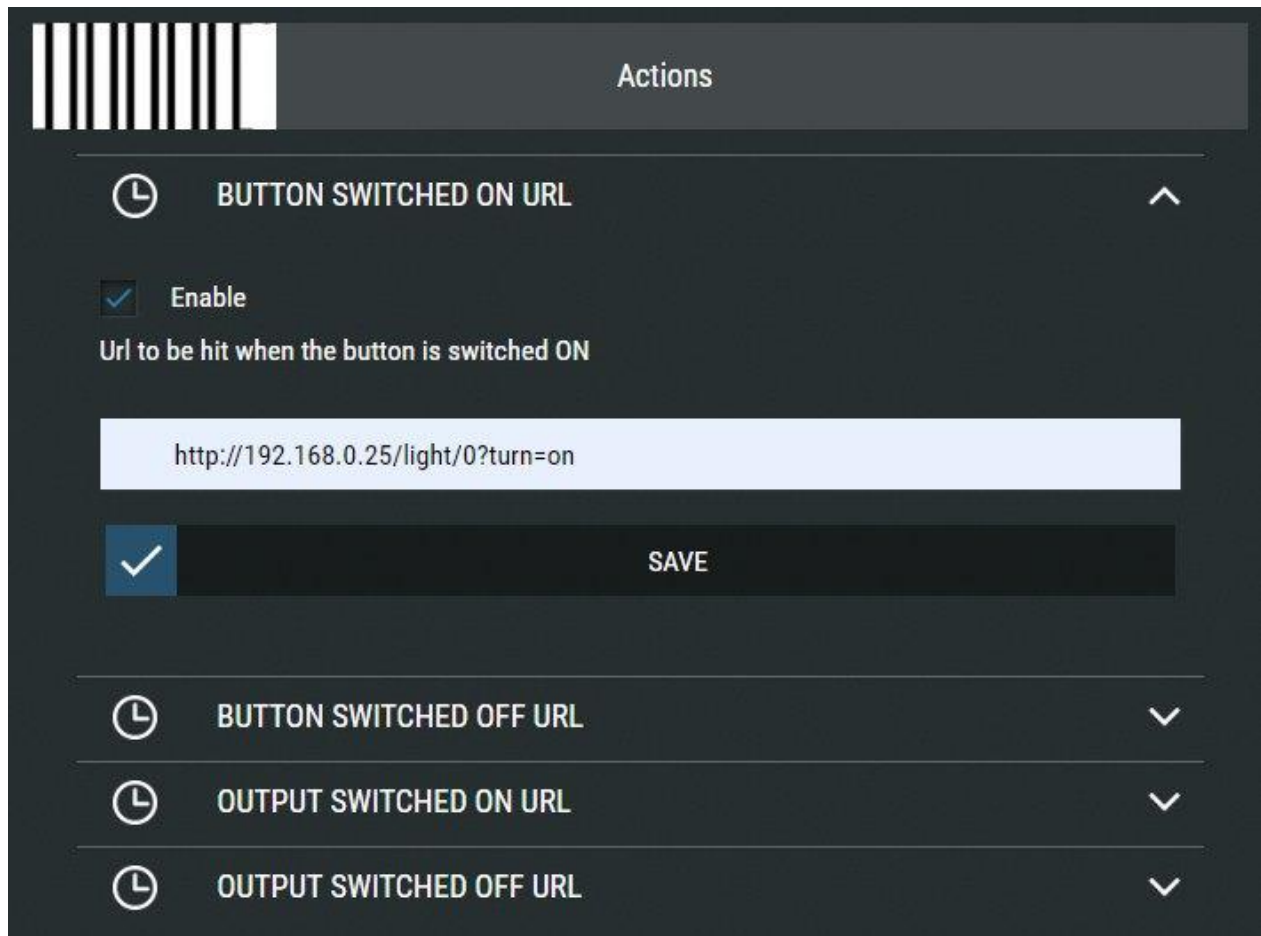 Actions
BUTTON SWITCHED ON URL
Enable
Url to be hit when the button is switched ON
http://192.168.0.25/light/0?turn=on
SAVE
BUTTON SWITCHED OFF URL
OUTPUT SWITCHED ON URL
OUTPUT SWITCHED OFF URL